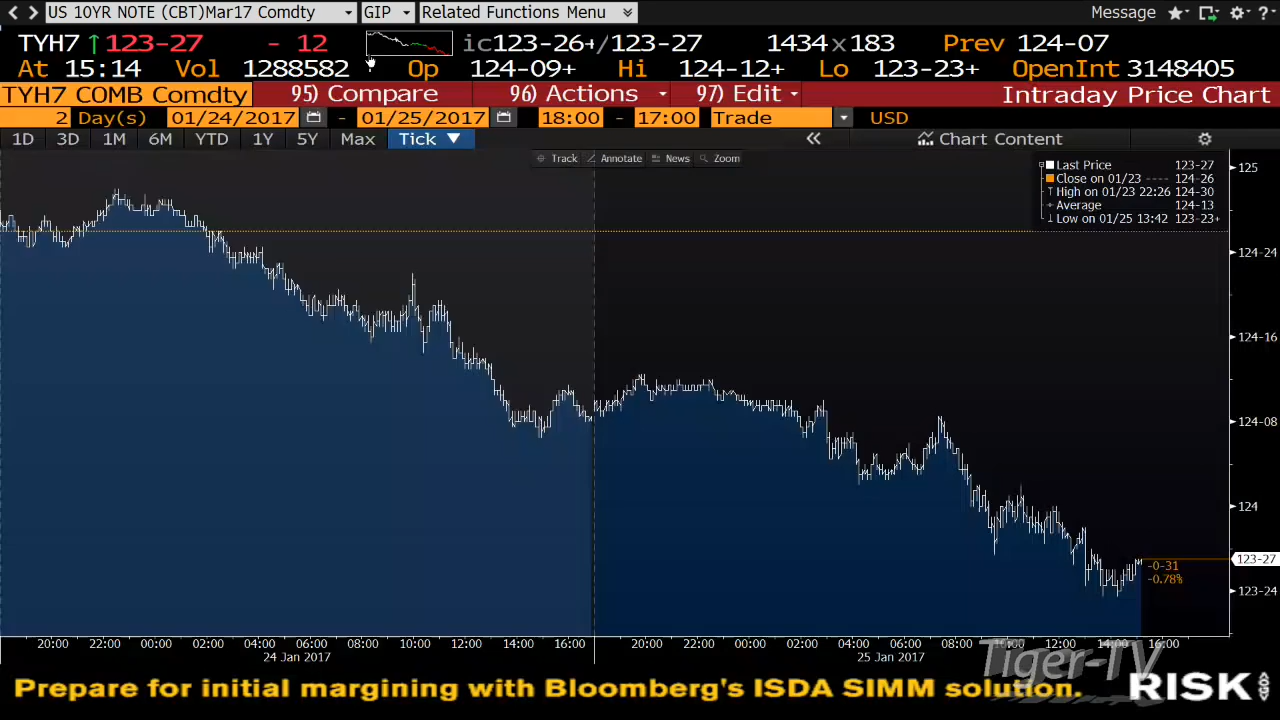 US 10YR NOTE (CBT)Mar17 Comdty GIP Related Functions Menu Message ?
TYH7 ↑123-27 - 12 ic123-26+/123-27 1434x183 Prev 124-07
At 15:14 Vol 1288582 Op 124-09+ Hi 124-12+ Lo 123-23+ OpenInt 3148405
TYH7 COMB Comdty 95) Compare 96) Actions 97) Edit Intraday Price Chart
2 Day(s) 01/24/2017 - 01/25/2017 18:00 - 17:00 Trade USD
1D 3D 1M 6M YTD 1Y 5Y Max Tick ▼ « Chart Content
Track Annotate News Zoom
Last Price 123-27
Close on 01/23 ---- 124-26
High on 01/23 22:26 124-30
Average 124-13
Low on 01/25 13:42 123-23+
125
124-24
124-16
124-08
124
123-27
-0-31
-0.78%
123-24
20:00 22:00 00:00 02:00 04:00 06:00 08:00 10:00 12:00 14:00 16:00 20:00 22:00 00:00 02:00 04:00 06:00 08:00 10:00 12:00 14:00 16:00
24 Jan 2017 25 Jan 2017
Tiger-TV
Prepare for initial margining with Bloomberg's ISDA SIMM solution. RISK